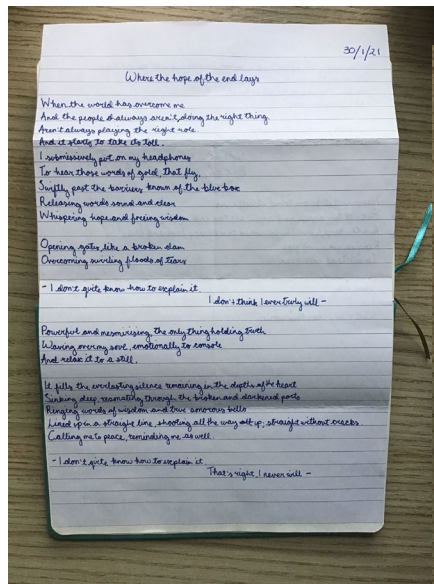 30/1/21
Where the hope of the end lays
When the world has overcome me
And the people always aren't doing the right thing.
Aren't always playing the right role.
And it starts to take its toll.
I submissively put on my headphones
To hear those words of gold, that fly,
Swiftly past the barriers known of the blue box
Releasing words sound and clear
Whispering hope and freeing wisdom
Opening gates like a broken dam
Overcoming swirling floods of tears
- I don't quite know how to explain it
I don't think I ever truly will -
Powerful and mesmerising, the only thing holding truth
Waving over my soul, emotionally to console
And relax it to a still.
It fills the everlasting silence remaining in the depths of the heart
Sinking deep, resonating through the broken and darkened parts
Ringing words of wisdom and true amorous bells
Lined up in a straight line, shooting all the way up, straight without cracks.
Calling me to peace, reminding me as well.
- I don't quite know how to explain it.
That's right, I never will -